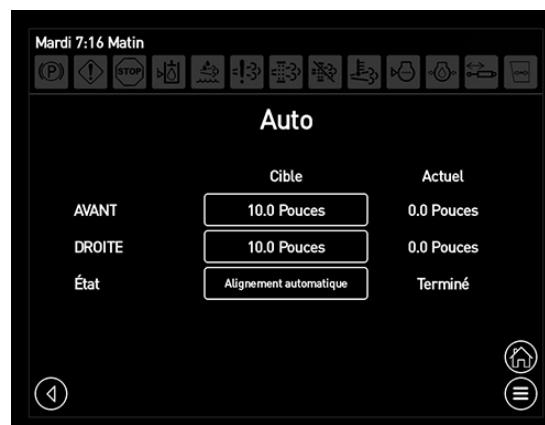 Mardi 7:16 Matin
(P) STOP
Auto
Cible Actuel
AVANT 10.0 Pouces 0.0 Pouces
DROITE 10.0 Pouces 0.0 Pouces
État Alignement automatique Terminé